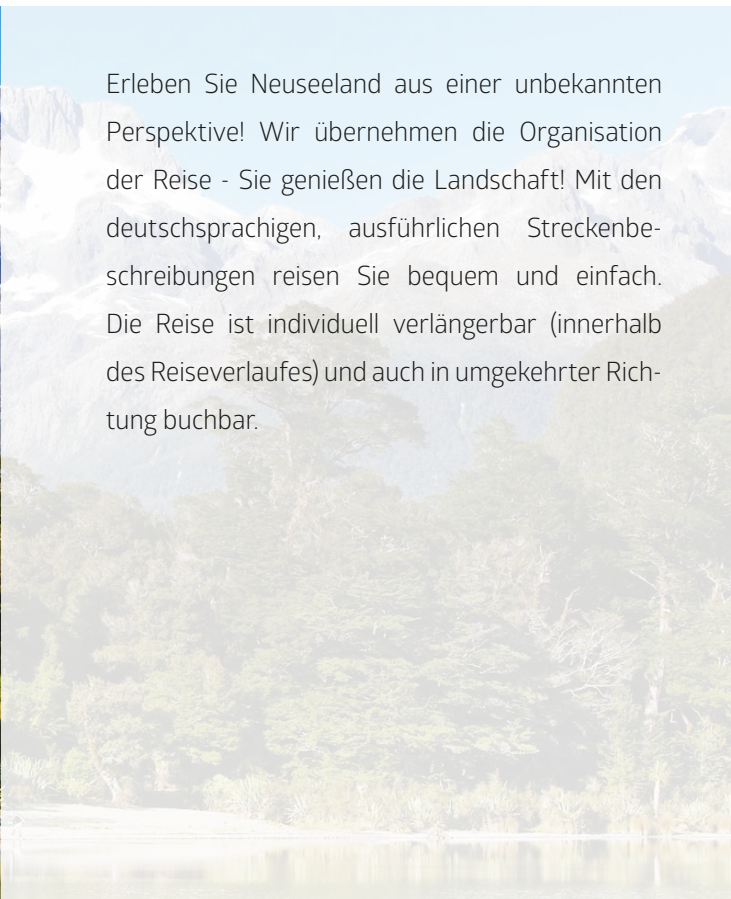 Erleben Sie Neuseeland aus einer unbekannten
Perspektive! Wir übernehmen die Organisation
der Reise - Sie genießen die Landschaft! Mit den
deutschsprachigen, ausführlichen Streckenbe-
schreibungen reisen Sie bequem und einfach.
Die Reise ist individuell verlängerbar (innerhalb
des Reiseverlaufes) und auch in umgekehrter Rich-
tung buchbar.